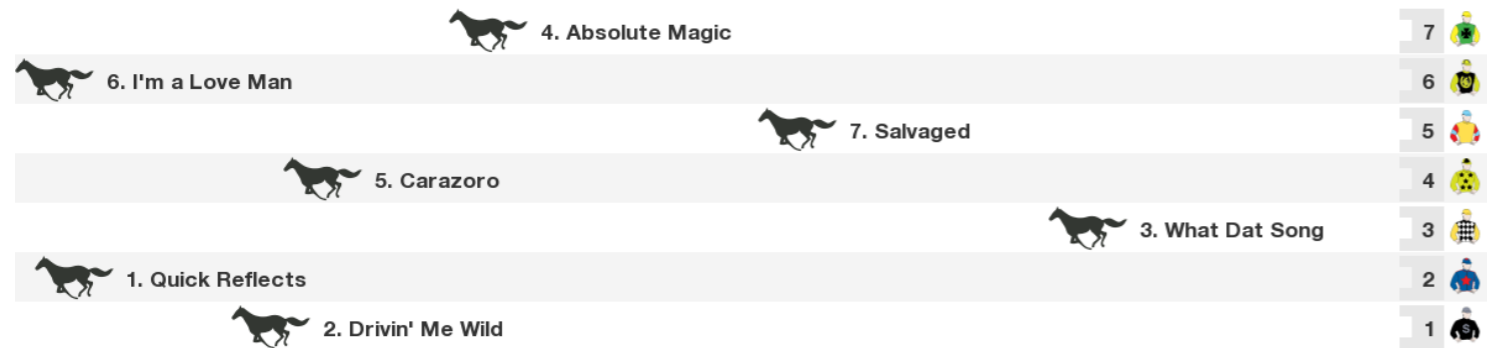 4. Absolute Magic 7
6. I'm a Love Man 6
7. Salvaged 5
5. Carazoro 4
3. What Dat Song 3
1. Quick Reflects 2
2. Drivin' Me Wild 1 S